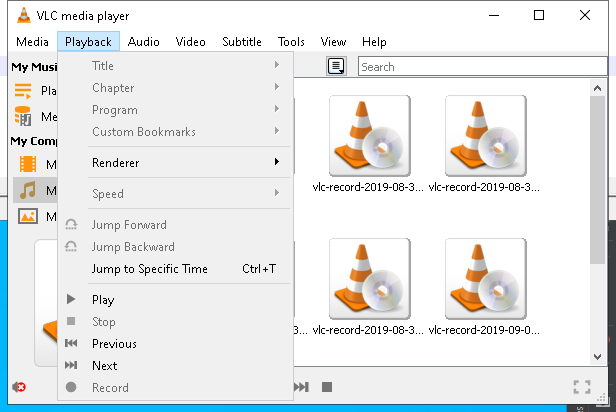 VLC media player
Media Playback Audio Video Subtitle Tools View Help
My Musi
Pla
Me
My Comp
M
M
M
Title
Chapter
Program
Custom Bookmarks
Renderer
Speed
Jump Forward
Jump Backward
Jump to Specific Time Ctrl+T
Play
Stop
Previous
Next
Record
Search
vlc-record-2019-08-3... vlc-record-2019-08-3...
3... vlc-record-2019-08-3... vlc-record-2019-09-0...